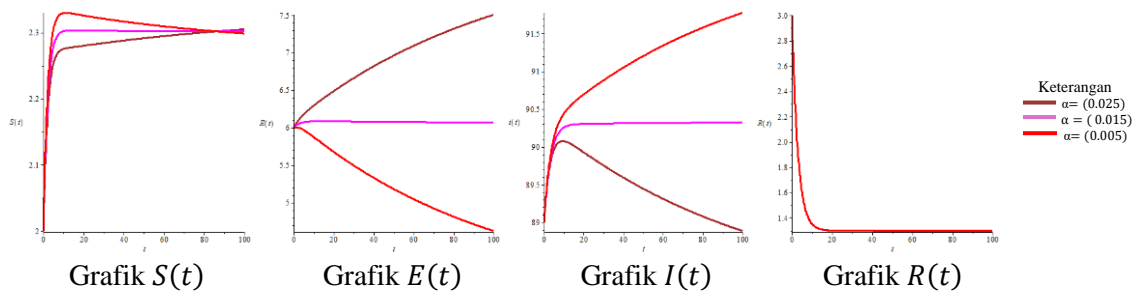 2.3
2.2
2.1
2
S(t)
0 20 40 60 80 100
t
Grafik S(t)
7.5
7
6.5
E(t) 6
5.5
5
0 20 40 60 80 100
t
Grafik E(t)
91.5
91
90.5
90
89.5
89
0 20 40 60 80 100
t
Grafik I(t)
3.0
2.8
2.6
2.4
2.2
R(t)
2.0
1.8
1.6
1.4
0 20 40 60 80 100
t
Grafik R(t)
Keterangan
α= (0.025)
α = ( 0.015)
α= (0.005)